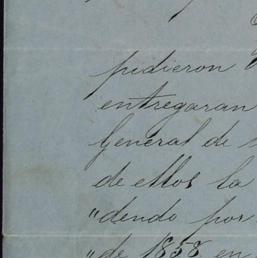 pidieron
entregaran
General de
de ellos la
"dendo por
"de 1858 en